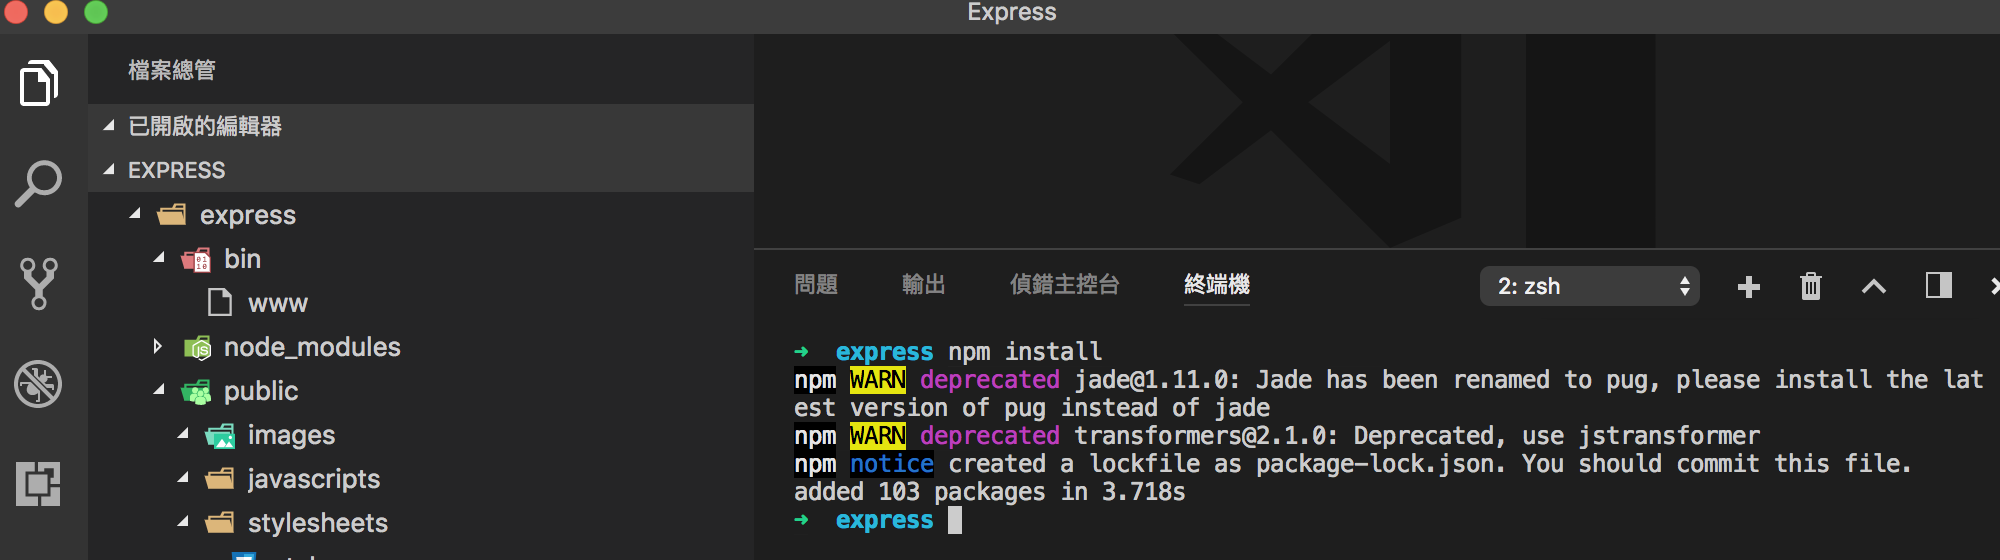 Express
檔案總管
已開啟的編輯器
EXPRESS
express
bin
www
node_modules
public
images
javascripts
stylesheets
問題 輸出 偵錯主控台 終端機 2: zsh
➜ express npm install
npm WARN deprecated jade@1.11.0: Jade has been renamed to pug, please install the lat
est version of pug instead of jade
npm WARN deprecated transformers@2.1.0: Deprecated, use jstransformer
npm notice created a lockfile as package-lock.json. You should commit this file.
added 103 packages in 3.718s
➜ express